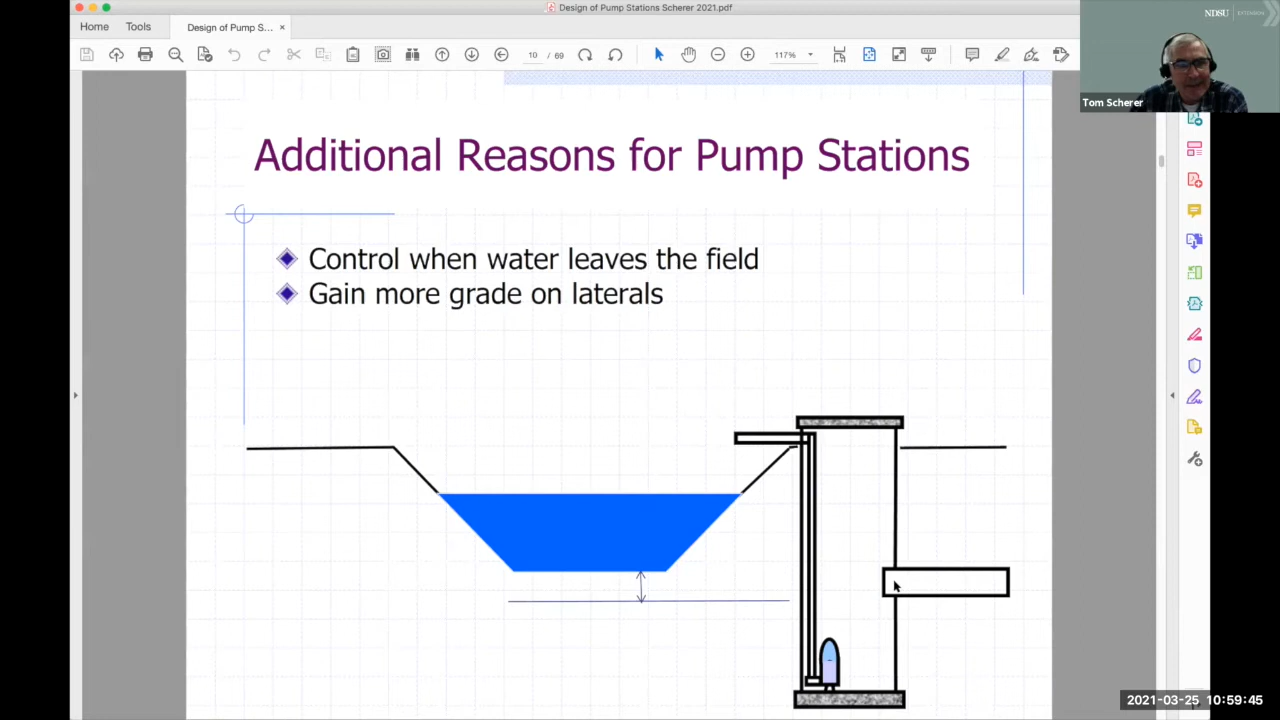 Design of Pump Stations Scherer 2021.pdf
NDSU EXTENSION
Home Tools Design of Pump S... ×
10 / 69 117%
Tom Scherer
Additional Reasons for Pump Stations
Control when water leaves the field
Gain more grade on laterals
2021-03-25 10:59:45